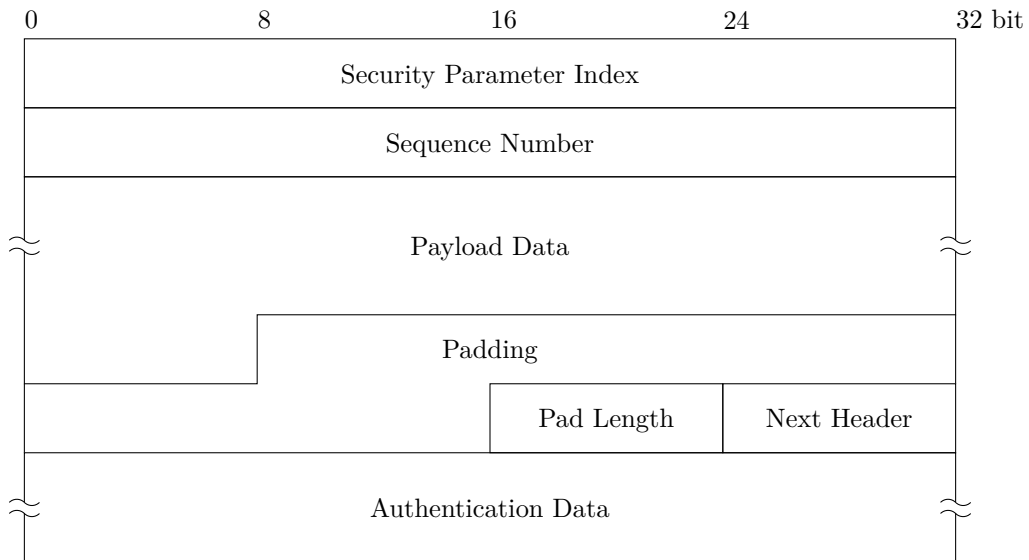 0 8 16 24 32 bit
Security Parameter Index
Sequence Number
Payload Data
Padding
Pad Length Next Header
Authentication Data